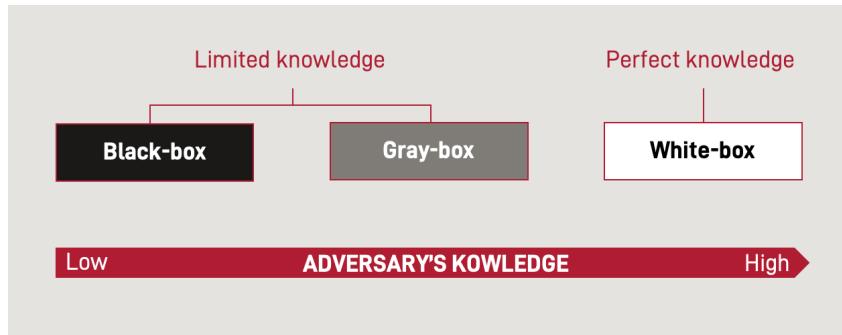 Limited knowledge
Perfect knowledge
Black-box
Gray-box
White-box
Low
ADVERSARY'S KOWLEDGE
High